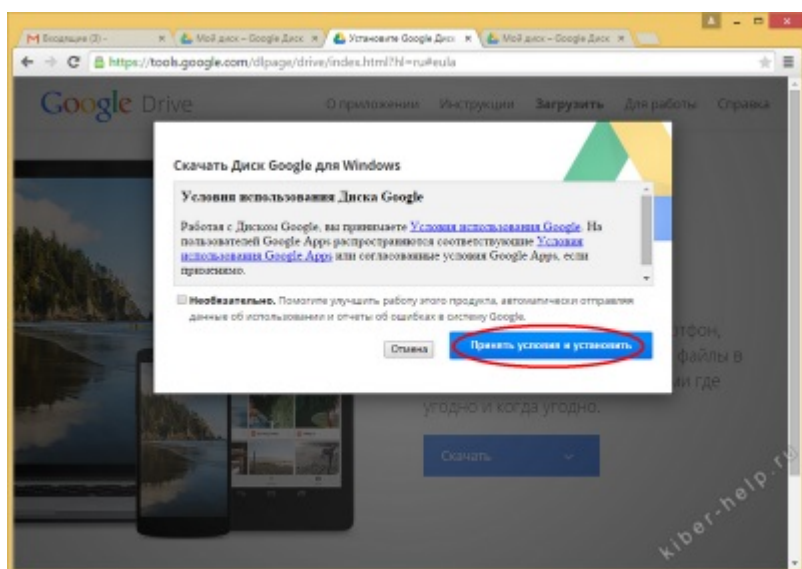 Входящие (2) -
Мой диск – Google Диск
Установите Google Диск
Мой диск – Google Диск
https://tools.google.com/dlpage/drive/index.html?hl=ru#eula
Google Drive
О приложении Инструкции Загрузить Для работы Справка
Скачать Диск Google для Windows
Условия использования Диска Google
Работая с Диском Google, вы принимаете Условия использования Google. На
пользователей Google Apps распространяются соответствующие Условия
использования Google Apps или согласованные условия Google Apps, если
применимо.
Необязательно. Помогите улучшить работу этого продукта, автоматически отправляя
данные об использовании и отчеты об ошибках в систему Google.
Отмена
Принять условия и установить
файлы в
где
угодно и когда угодно.
Скачать
kiber-help.ru